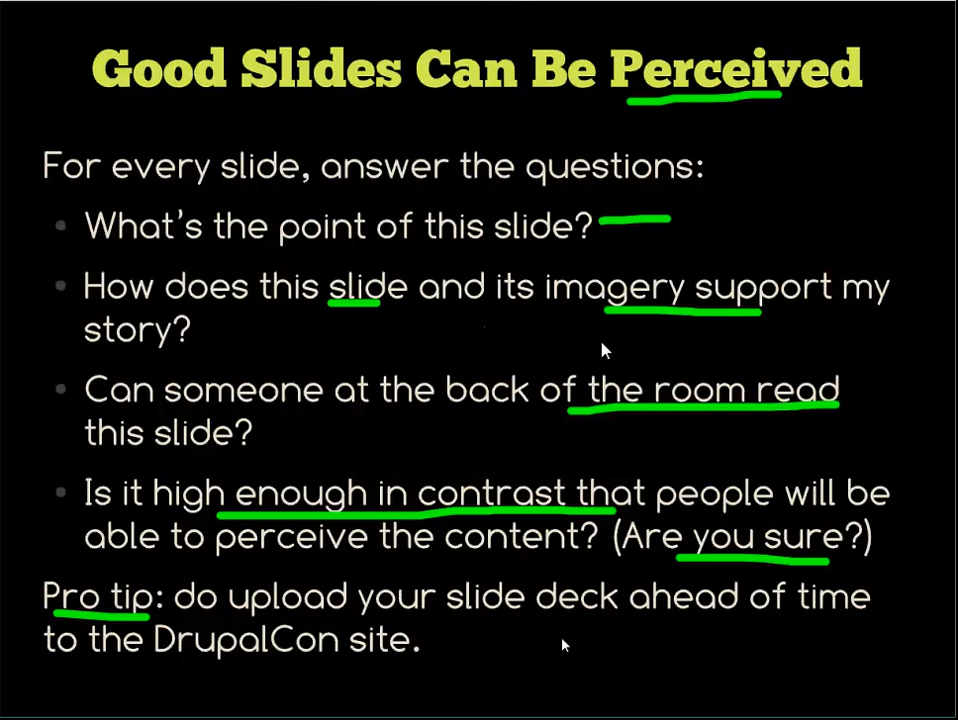 Good Slides Can Be Perceived
For every slide, answer the questions:
• What's the point of this slide?
• How does this slide and its imagery support my
story?
• Can someone at the back of the room read
this slide?
• Is it high enough in contrast that people will be
able to perceive the content? (Are you sure?)
Pro tip: do upload your slide deck ahead of time
to the DrupalCon site.